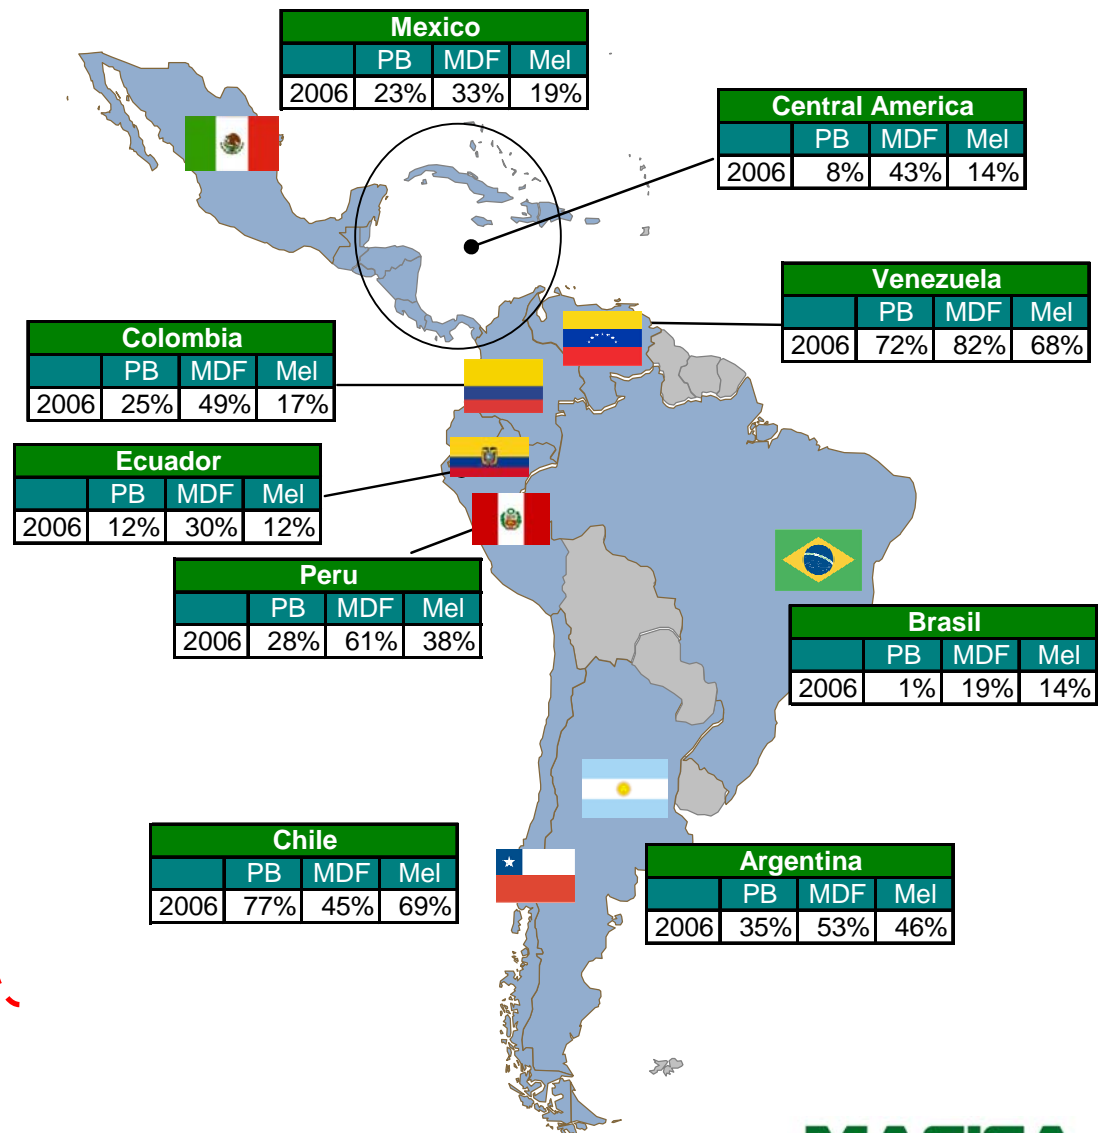 Mexico
PB MDF Mel
2006 23% 33% 19%
Central America
PB MDF Mel
2006 8% 43% 14%
Venezuela
PB MDF Mel
2006 72% 82% 68%
Colombia
PB MDF Mel
2006 25% 49% 17%
Ecuador
PB MDF Mel
2006 12% 30% 12%
Peru
PB MDF Mel
2006 28% 61% 38%
Brasil
PB MDF Mel
2006 1% 19% 14%
Chile
PB MDF Mel
2006 77% 45% 69%
Argentina
PB MDF Mel
2006 35% 53% 46%